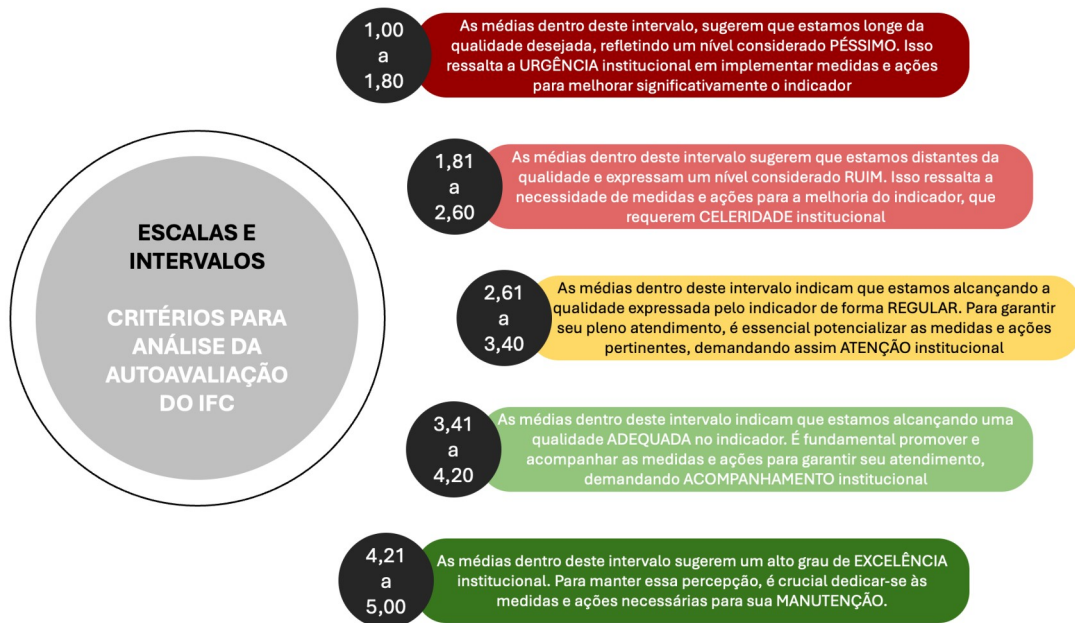 ESCALAS E
INTERVALOS
CRITÉRIOS PARA
ANÁLISE DA
AUTOAVALIAÇÃO
DO IFC
1,00
a
1,80
As médias dentro deste intervalo, sugerem que estamos longe da
qualidade desejada, refletindo um nível considerado PÉSSIMO. Isso
ressalta a URGÊNCIA institucional em implementar medidas e ações
para melhorar significativamente o indicador
1,81
a
2,60
As médias dentro deste intervalo sugerem que estamos distantes da
qualidade e expressam um nível considerado RUIM. Isso ressalta a
necessidade de medidas e ações para a melhoria do indicador, que
requerem CELERIDADE institucional
2,61
a
3,40
As médias dentro deste intervalo indicam que estamos alcançando a
qualidade expressada pelo indicador de forma REGULAR. Para garantir
seu pleno atendimento, é essencial potencializar as medidas e ações
pertinentes, demandando assim ATENÇÃO institucional
3,41
a
4,20
As médias dentro deste intervalo indicam que estamos alcançando uma
qualidade ADEQUADA no indicador. É fundamental promover e
acompanhar as medidas e ações para garantir seu atendimento,
demandando ACOMPANHAMENTO institucional
4,21
a
5,00
As médias dentro deste intervalo sugerem um alto grau de EXCELÊNCIA
institucional. Para manter essa percepção, é crucial dedicar-se às
medidas e ações necessárias para sua MANUTENÇÃO.